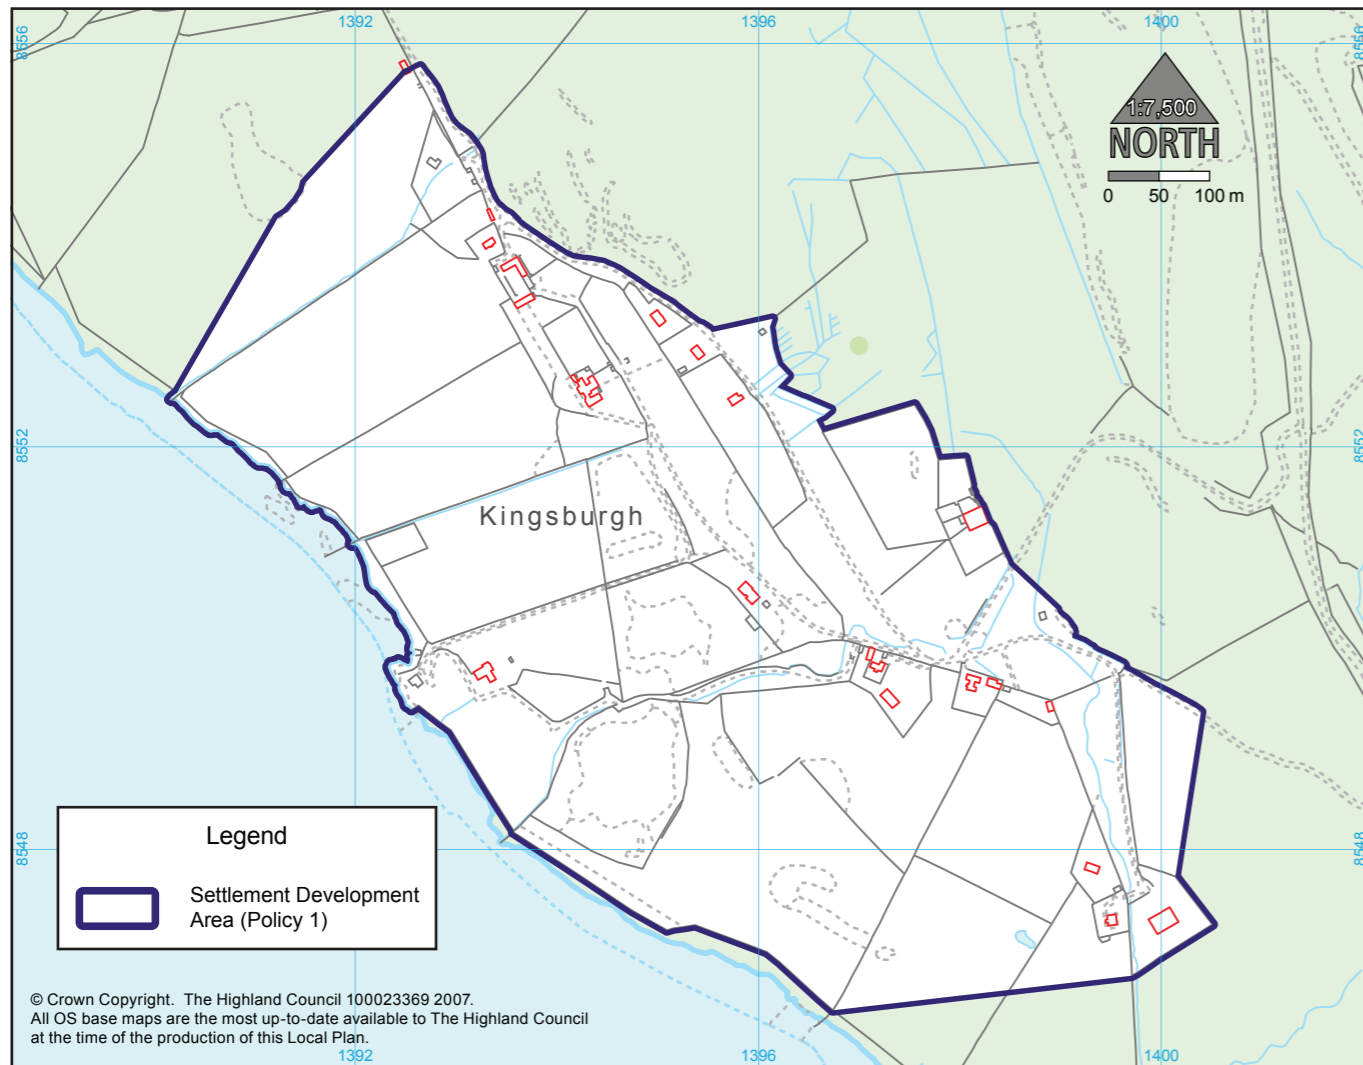 1392
1396
1400
8556
8556
1:7,500
NORTH
0 50 100 m
8552
8552
Kingsburgh
8548
8548
Legend
Settlement Development
Area (Policy 1)
© Crown Copyright. The Highland Council 100023369 2007.
All OS base maps are the most up-to-date available to The Highland Council
at the time of the production of this Local Plan.
1392
1396
1400